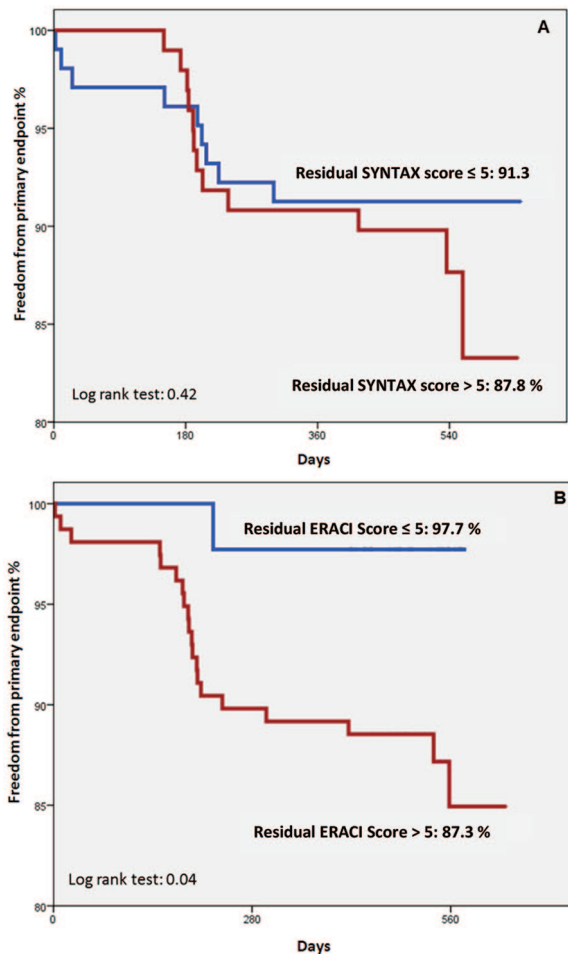 A
100
95
90
85
80
Freedom from primary endpoint %
Residual SYNTAX score ≤ 5: 91.3
Residual SYNTAX score > 5: 87.8 %
Log rank test: 0.42
0 180 360 540
Days
B
100
95
90
85
80
Freedom from primary endpoint %
Residual ERACI Score ≤ 5: 97.7 %
Residual ERACI Score > 5: 87.3 %
Log rank test: 0.04
0 280 560
Days